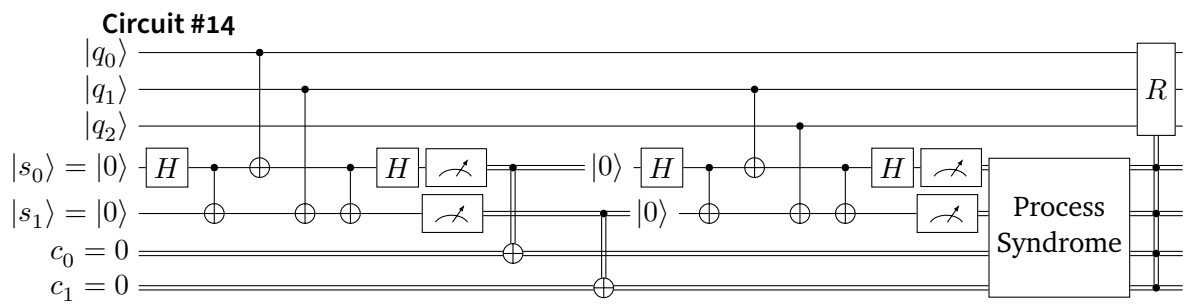 Circuit #14
|q₀⟩
|q₁⟩
R
|q₂⟩
|s₀⟩ = |0⟩ H H |0⟩ H H
|s₁⟩ = |0⟩ |0⟩
Process
Syndrome
c₀ = 0
c₁ = 0